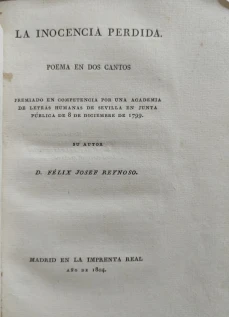 LA INOCENCIA PERDIDA.
POEMA EN DOS CANTOS
PREMIADO EN COMPETENCIA POR UNA ACADEMIA
DE LETRAS HUMANAS DE SEVILLA EN JUNTA
PÚBLICA DE 8 DE DICIEMBRE DE 1799.
SU AUTOR
D. FÉLIX JOSEF REYNOSO.
MADRID EN LA IMPRENTA REAL
AÑO DE 1804.